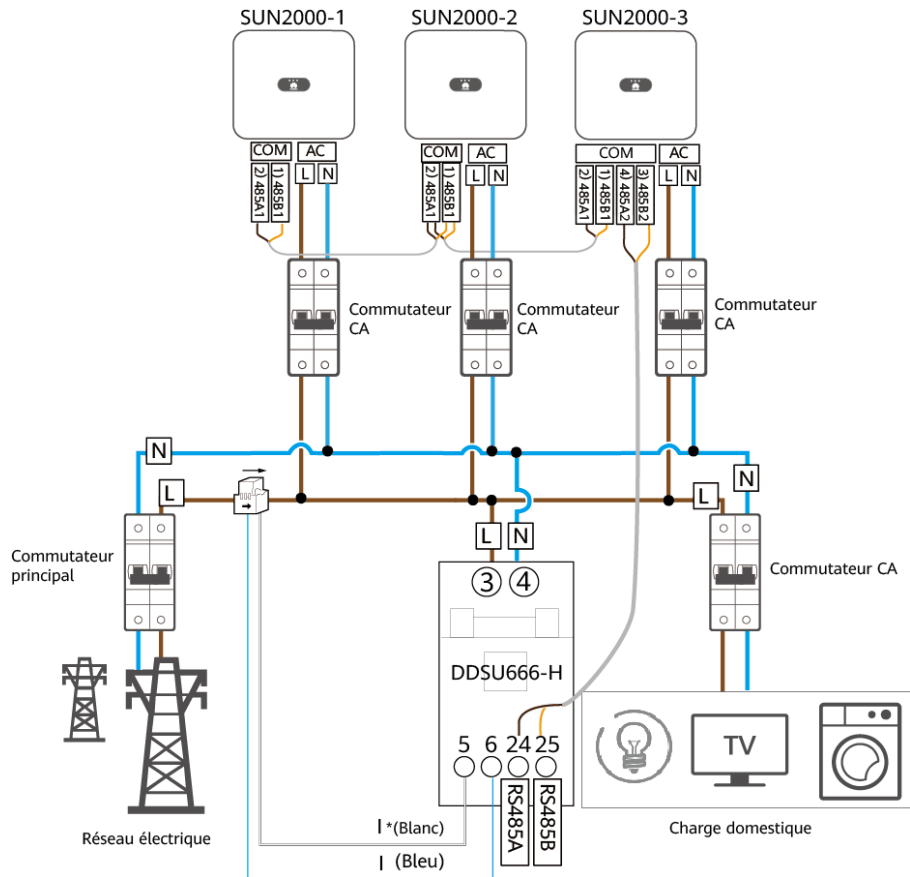 SUN2000-1
SUN2000-2
SUN2000-3
COM
AC
2) 485A1
1) 485B1
L
N
COM
AC
2) 485A1
1) 485B1
L
N
COM
AC
2) 485A1
1) 485B1
4) 485A2
3) 485B2
L
N
Commutateur
CA
Commutateur
CA
Commutateur
CA
N
L
L
N
Commutateur
principal
L
N
3
4
Commutateur CA
DDSU666-H
5 6 24 25
RS485A
RS485B
TV
Réseau électrique
I *(Blanc)
I (Bleu)
Charge domestique